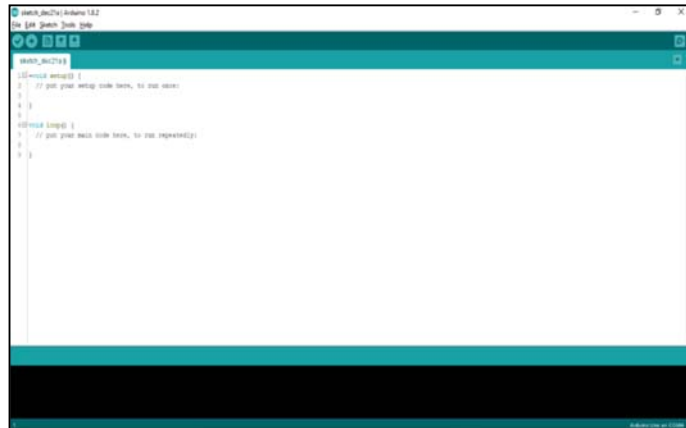 sketch_dec21a | Arduino 1.8.2
File Edit Sketch Tools Help
sketch_dec21a §
1 void setup() {
2 // put your setup code here, to run once:
3
4 }
5
6 void loop() {
7 // put your main code here, to run repeatedly:
8
9 }
1